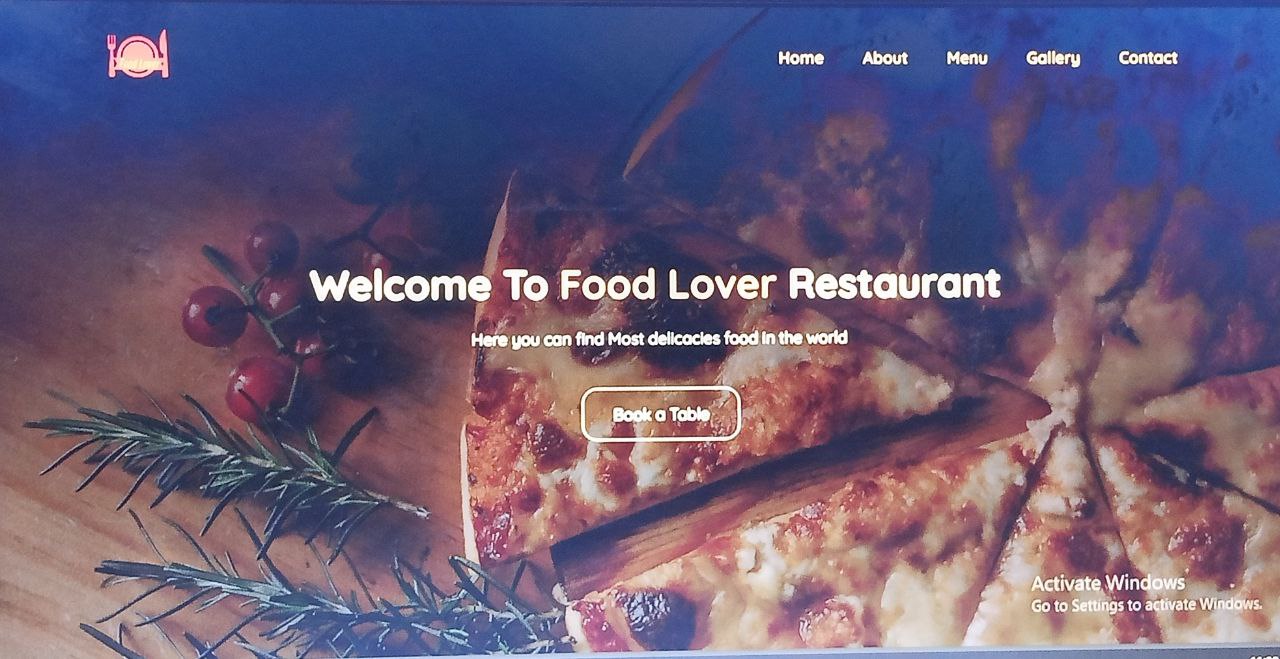 Food Lover
Home About Menu Gallery Contact
Welcome To Food Lover Restaurant
Here you can find Most delicacies food in the world
Book a Table
Activate Windows
Go to Settings to activate Windows.